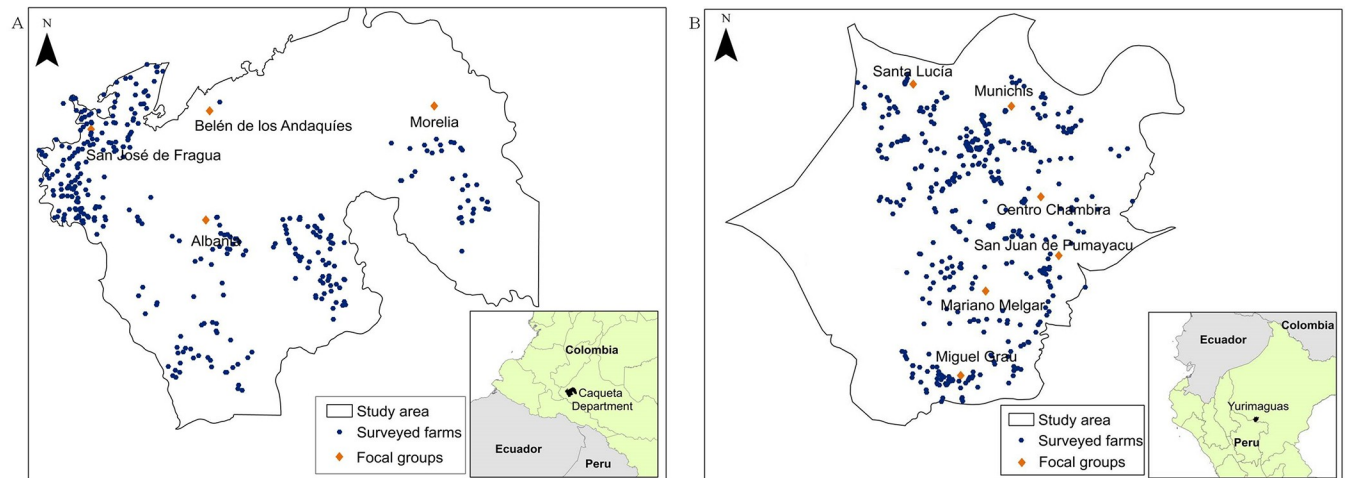 A
N
Belén de los Andaquíes
Morelia
San José de Fragua
Albania
Colombia
Caqueta
Department
Ecuador
Peru
Study area
Surveyed farms
Focal groups
B
N
Santa Lucía
Munichis
Centro Chambira
San Juan de Pumayacu
Mariano Melgar
Miguel Grau
Colombia
Ecuador
Yurimaguas
Peru
Study area
Surveyed farms
Focal groups